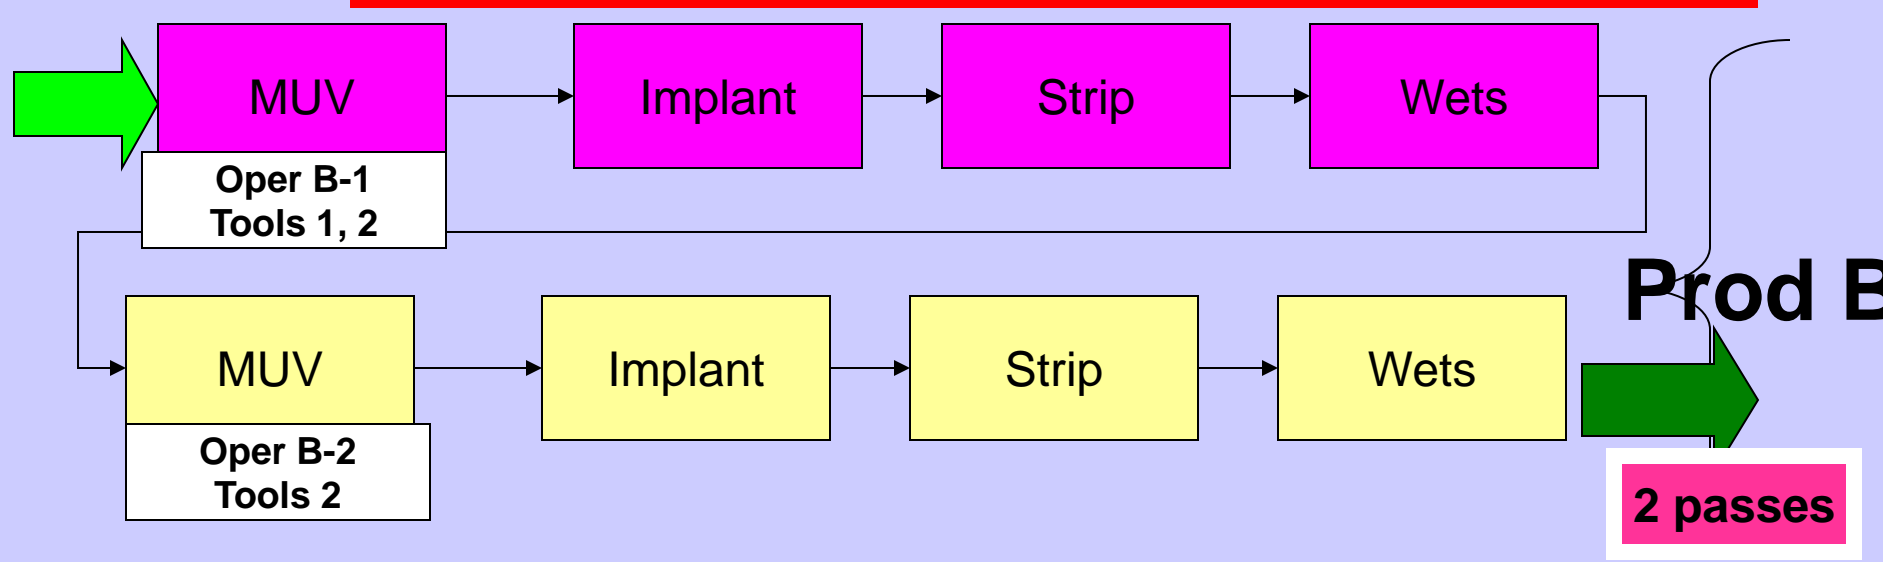 MUV
Implant
Strip
Wets
Oper B-1
Tools 1, 2
Prod B
MUV
Implant
Strip
Wets
Oper B-2
Tools 2
2 passes